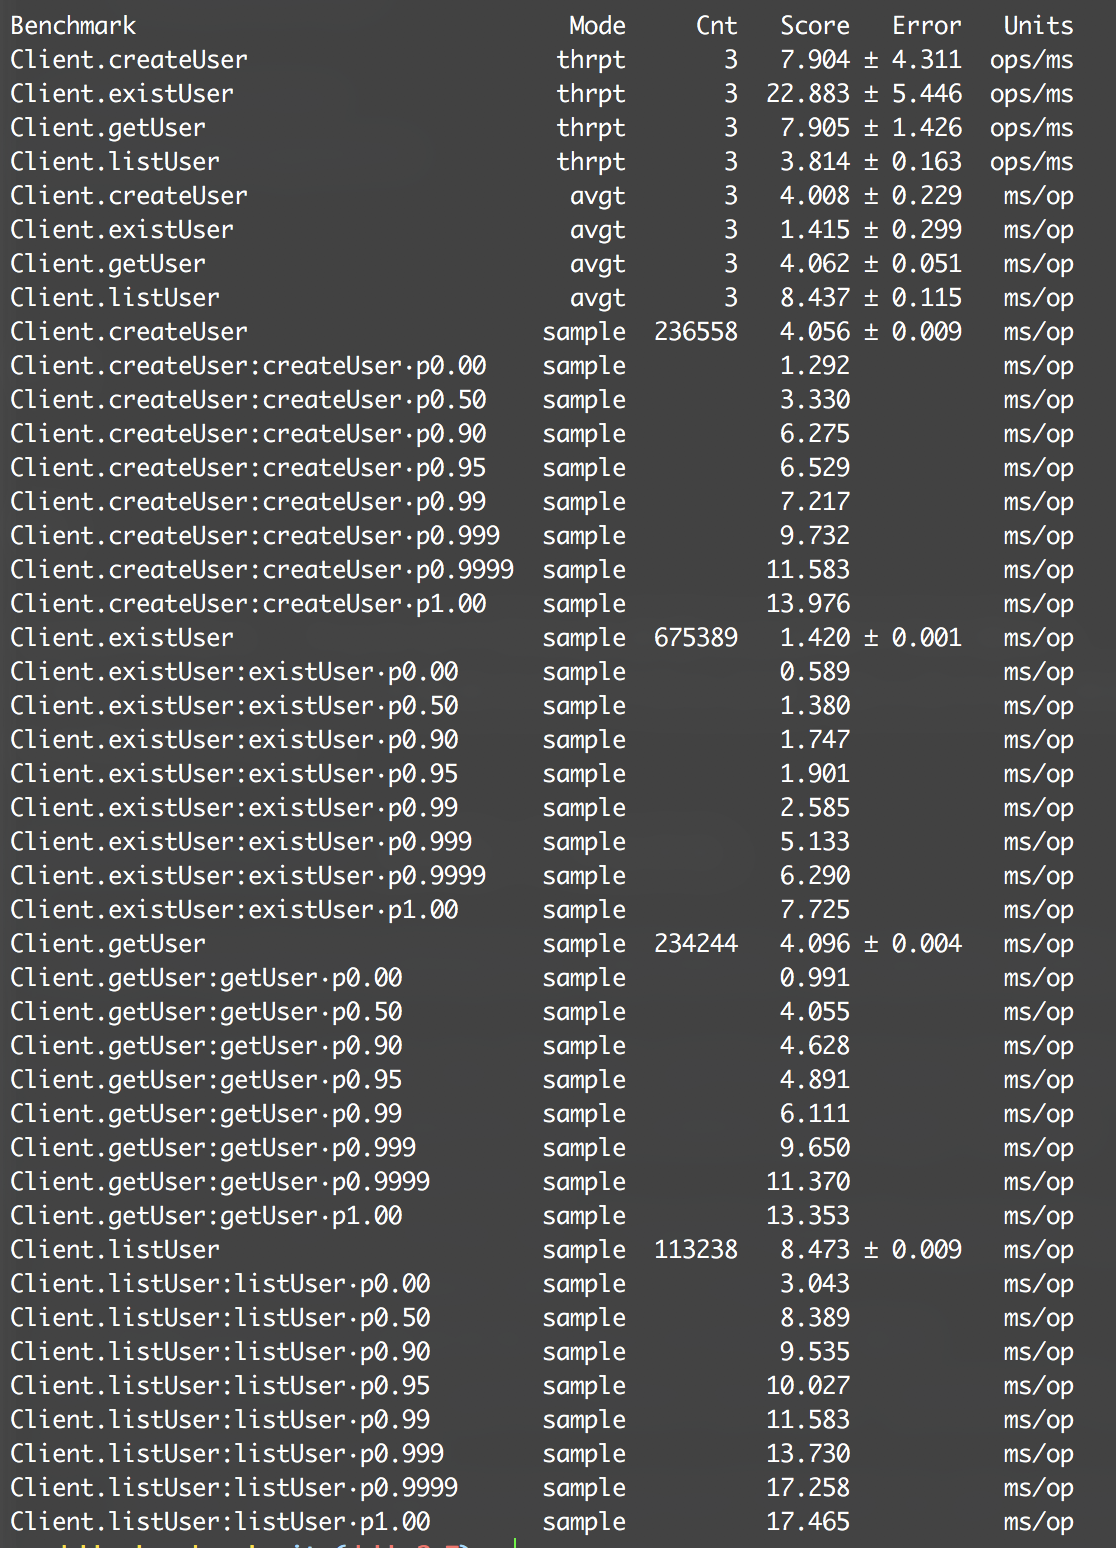 Benchmark Mode Cnt Score Error Units
Client.createUser thrpt 3 7.904 ± 4.311 ops/ms
Client.existUser thrpt 3 22.883 ± 5.446 ops/ms
Client.getUser thrpt 3 7.905 ± 1.426 ops/ms
Client.listUser thrpt 3 3.814 ± 0.163 ops/ms
Client.createUser avgt 3 4.008 ± 0.229 ms/op
Client.existUser avgt 3 1.415 ± 0.299 ms/op
Client.getUser avgt 3 4.062 ± 0.051 ms/op
Client.listUser avgt 3 8.437 ± 0.115 ms/op
Client.createUser sample 236558 4.056 ± 0.009 ms/op
Client.createUser:createUser·p0.00 sample 1.292 ms/op
Client.createUser:createUser·p0.50 sample 3.330 ms/op
Client.createUser:createUser·p0.90 sample 6.275 ms/op
Client.createUser:createUser·p0.95 sample 6.529 ms/op
Client.createUser:createUser·p0.99 sample 7.217 ms/op
Client.createUser:createUser·p0.999 sample 9.732 ms/op
Client.createUser:createUser·p0.9999 sample 11.583 ms/op
Client.createUser:createUser·p1.00 sample 13.976 ms/op
Client.existUser sample 675389 1.420 ± 0.001 ms/op
Client.existUser:existUser·p0.00 sample 0.589 ms/op
Client.existUser:existUser·p0.50 sample 1.380 ms/op
Client.existUser:existUser·p0.90 sample 1.747 ms/op
Client.existUser:existUser·p0.95 sample 1.901 ms/op
Client.existUser:existUser·p0.99 sample 2.585 ms/op
Client.existUser:existUser·p0.999 sample 5.133 ms/op
Client.existUser:existUser·p0.9999 sample 6.290 ms/op
Client.existUser:existUser·p1.00 sample 7.725 ms/op
Client.getUser sample 234244 4.096 ± 0.004 ms/op
Client.getUser:getUser·p0.00 sample 0.991 ms/op
Client.getUser:getUser·p0.50 sample 4.055 ms/op
Client.getUser:getUser·p0.90 sample 4.628 ms/op
Client.getUser:getUser·p0.95 sample 4.891 ms/op
Client.getUser:getUser·p0.99 sample 6.111 ms/op
Client.getUser:getUser·p0.999 sample 9.650 ms/op
Client.getUser:getUser·p0.9999 sample 11.370 ms/op
Client.getUser:getUser·p1.00 sample 13.353 ms/op
Client.listUser sample 113238 8.473 ± 0.009 ms/op
Client.listUser:listUser·p0.00 sample 3.043 ms/op
Client.listUser:listUser·p0.50 sample 8.389 ms/op
Client.listUser:listUser·p0.90 sample 9.535 ms/op
Client.listUser:listUser·p0.95 sample 10.027 ms/op
Client.listUser:listUser·p0.99 sample 11.583 ms/op
Client.listUser:listUser·p0.999 sample 13.730 ms/op
Client.listUser:listUser·p0.9999 sample 17.258 ms/op
Client.listUser:listUser·p1.00 sample 17.465 ms/op